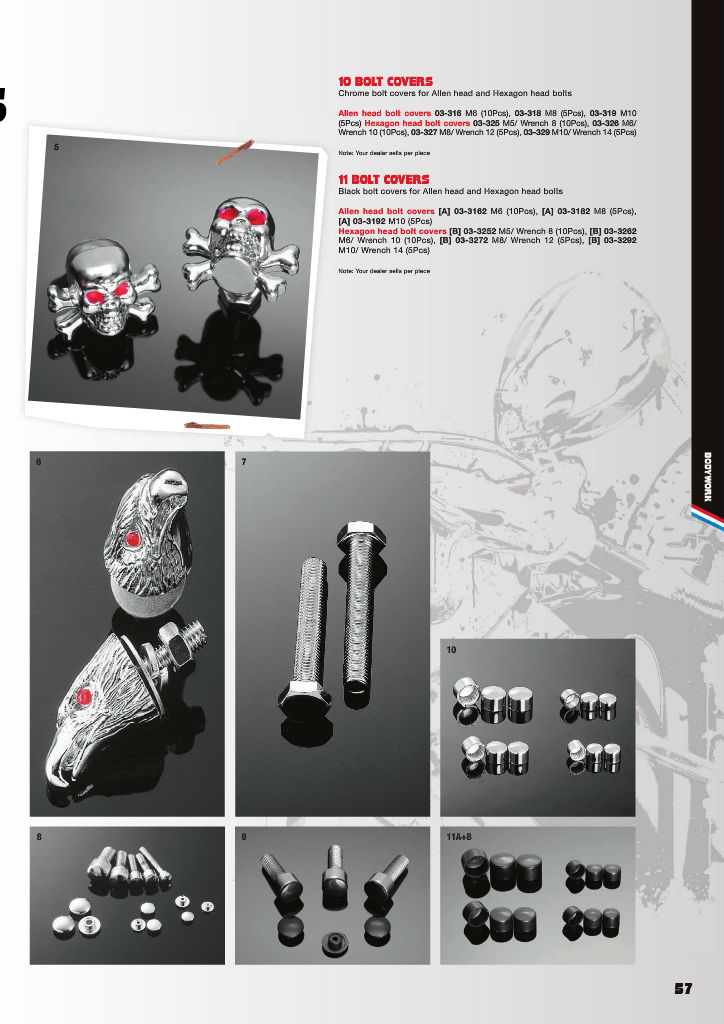 S
10 BOLT COVERS
Chrome bolt covers for Allen head and Hexagon head bolts
Allen head bolt covers 03-316 M6 (10Pcs), 03-318 M8 (5Pcs), 03-319 M10
(5Pcs) Hexagon head bolt covers 03-325 M5/ Wrench 8 (10Pcs), 03-326 M6/
Wrench 10 (10Pcs), 03-327 M8/ Wrench 12 (5Pcs), 03-329 M10/ Wrench 14 (5Pcs)
Note: Your dealer sells per piece
11 BOLT COVERS
Black bolt covers for Allen head and Hexagon head bolts
Allen head bolt covers [A] 03-3162 M6 (10Pcs), [A] 03-3182 M8 (5Pcs),
[A] 03-3192 M10 (5Pcs)
Hexagon head bolt covers [B] 03-3252 M5/ Wrench 8 (10Pcs), [B] 03-3262
M6/ Wrench 10 (10Pcs), [B] 03-3272 M8/ Wrench 12 (5Pcs), [B] 03-3292
M10/ Wrench 14 (5Pcs)
Note: Your dealer sells per piece
5
6
7
BODYWORK
10
8
9
11A+B
57